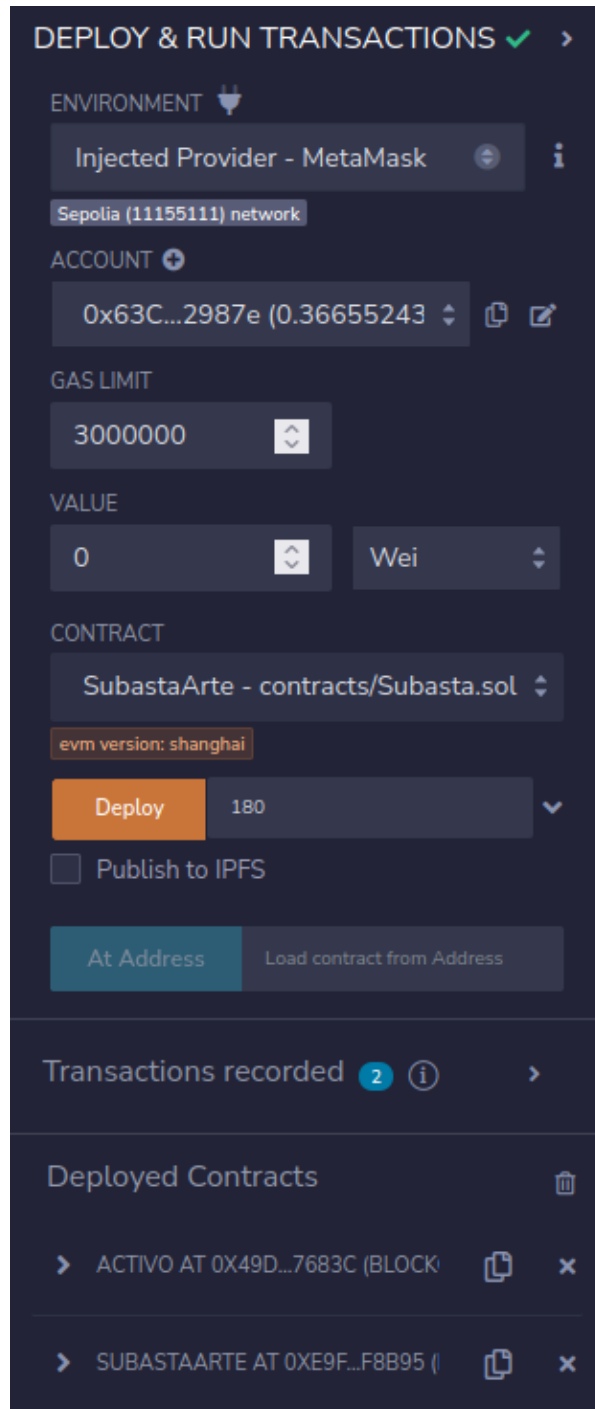 DEPLOY & RUN TRANSACTIONS
ENVIRONMENT
Injected Provider - MetaMask
Sepolia (11155111) network
ACCOUNT
0x63C...2987e (0.36655243
GAS LIMIT
3000000
VALUE
0 Wei
CONTRACT
SubastaArte - contracts/Subasta.sol
evm version: shanghai
Deploy 180
Publish to IPFS
At Address Load contract from Address
Transactions recorded 2
Deployed Contracts
ACTIVO AT 0X49D...7683C (BLOCK
SUBASTAARTE AT 0XE9F...F8B95 (